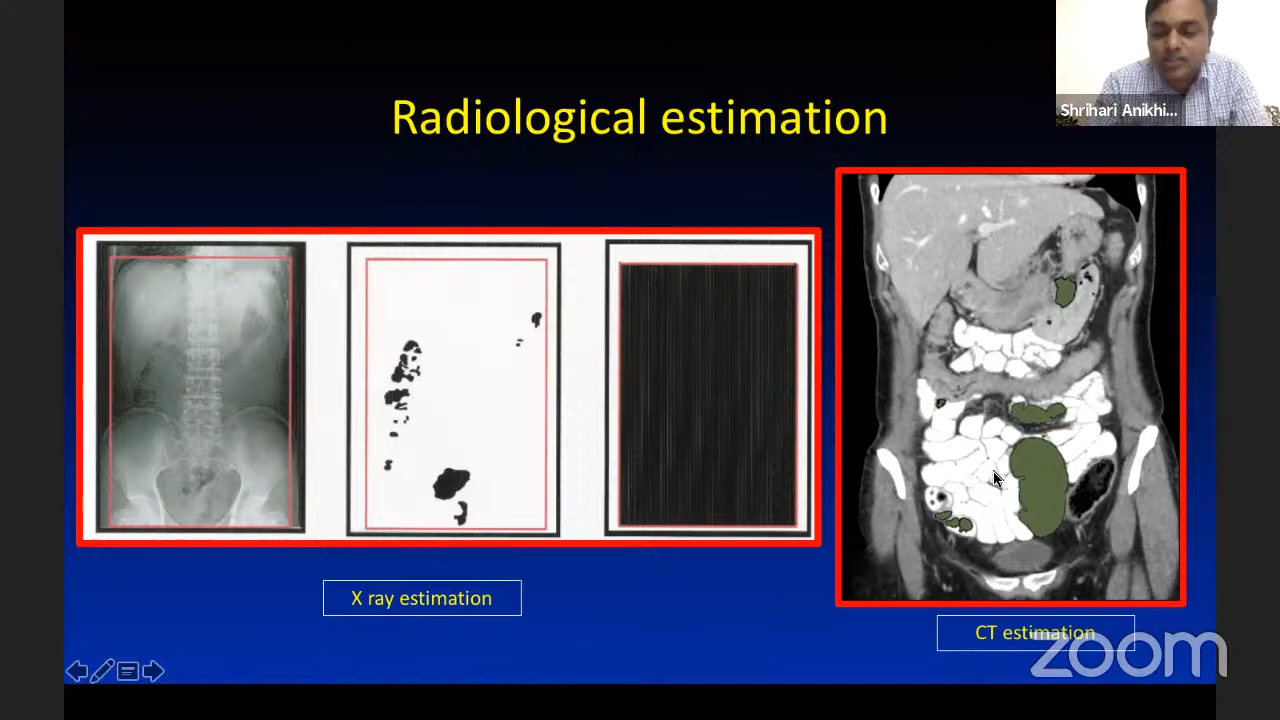 Shrihari Anikhi...
Radiological estimation
X ray estimation
CT estimation
zoom